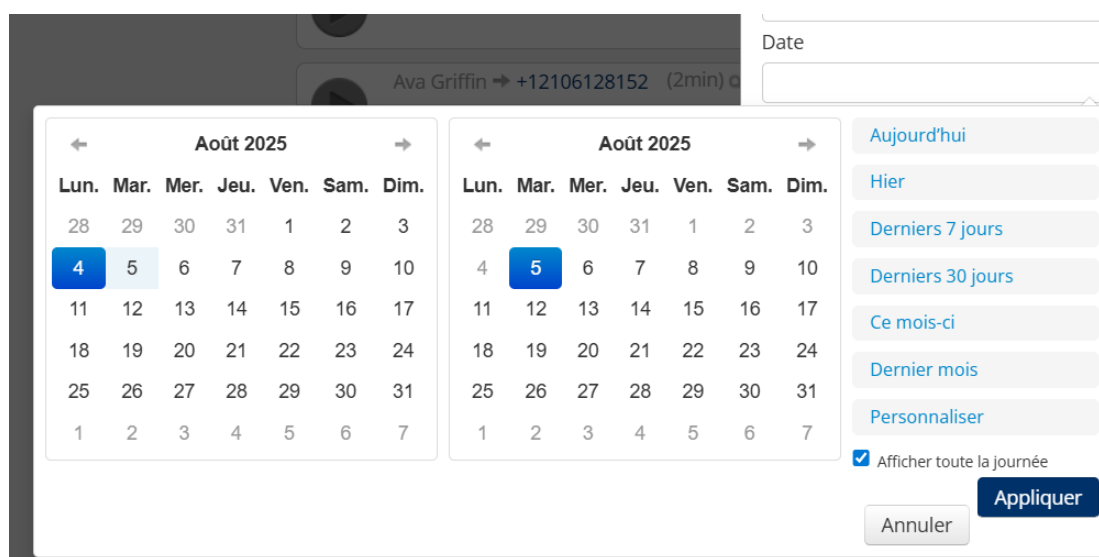 Date
Ava Griffin ➔ +12106128152 (2min)
Août 2025
Lun. Mar. Mer. Jeu. Ven. Sam. Dim.
28 29 30 31 1 2 3
4 5 6 7 8 9 10
11 12 13 14 15 16 17
18 19 20 21 22 23 24
25 26 27 28 29 30 31
1 2 3 4 5 6 7
Août 2025
Lun. Mar. Mer. Jeu. Ven. Sam. Dim.
28 29 30 31 1 2 3
4 5 6 7 8 9 10
11 12 13 14 15 16 17
18 19 20 21 22 23 24
25 26 27 28 29 30 31
1 2 3 4 5 6 7
Aujourd'hui
Hier
Derniers 7 jours
Derniers 30 jours
Ce mois-ci
Dernier mois
Personnaliser
Afficher toute la journée
Appliquer
Annuler